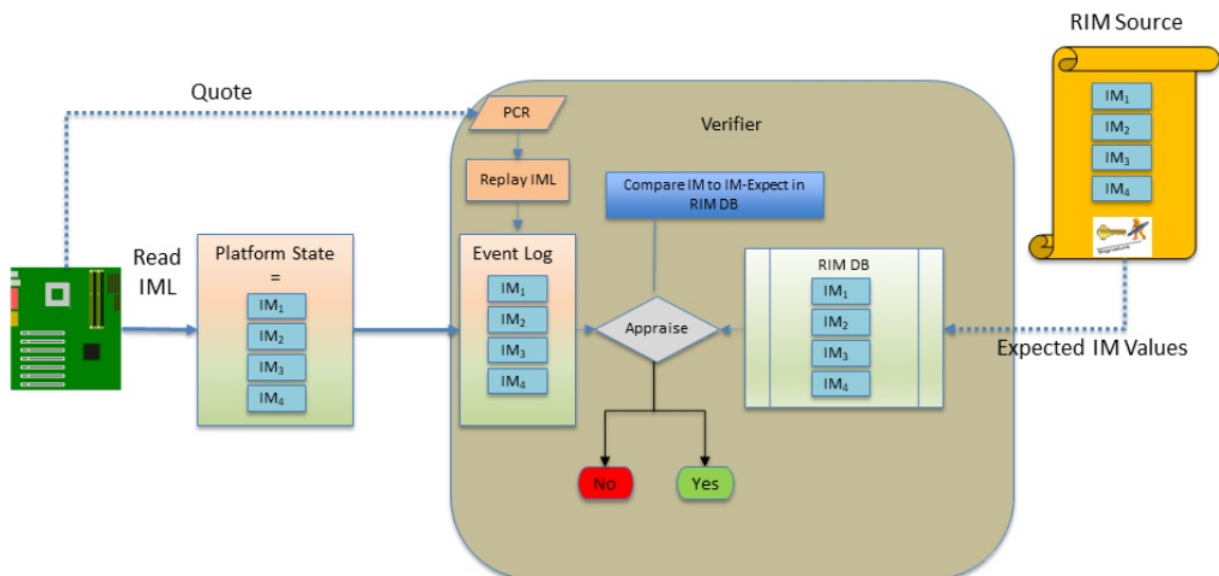 RIM Source
IM₁
IM₂
IM₃
IM₄
Quote
PCR
Verifier
Replay IML
Compare IM to IM-Expect in
RIM DB
Read
IML
Platform State
=
IM₁
IM₂
IM₃
IM₄
Event Log
IM₁
IM₂
IM₃
IM₄
Appraise
RIM DB
IM₁
IM₂
IM₃
IM₄
Expected IM Values
No
Yes